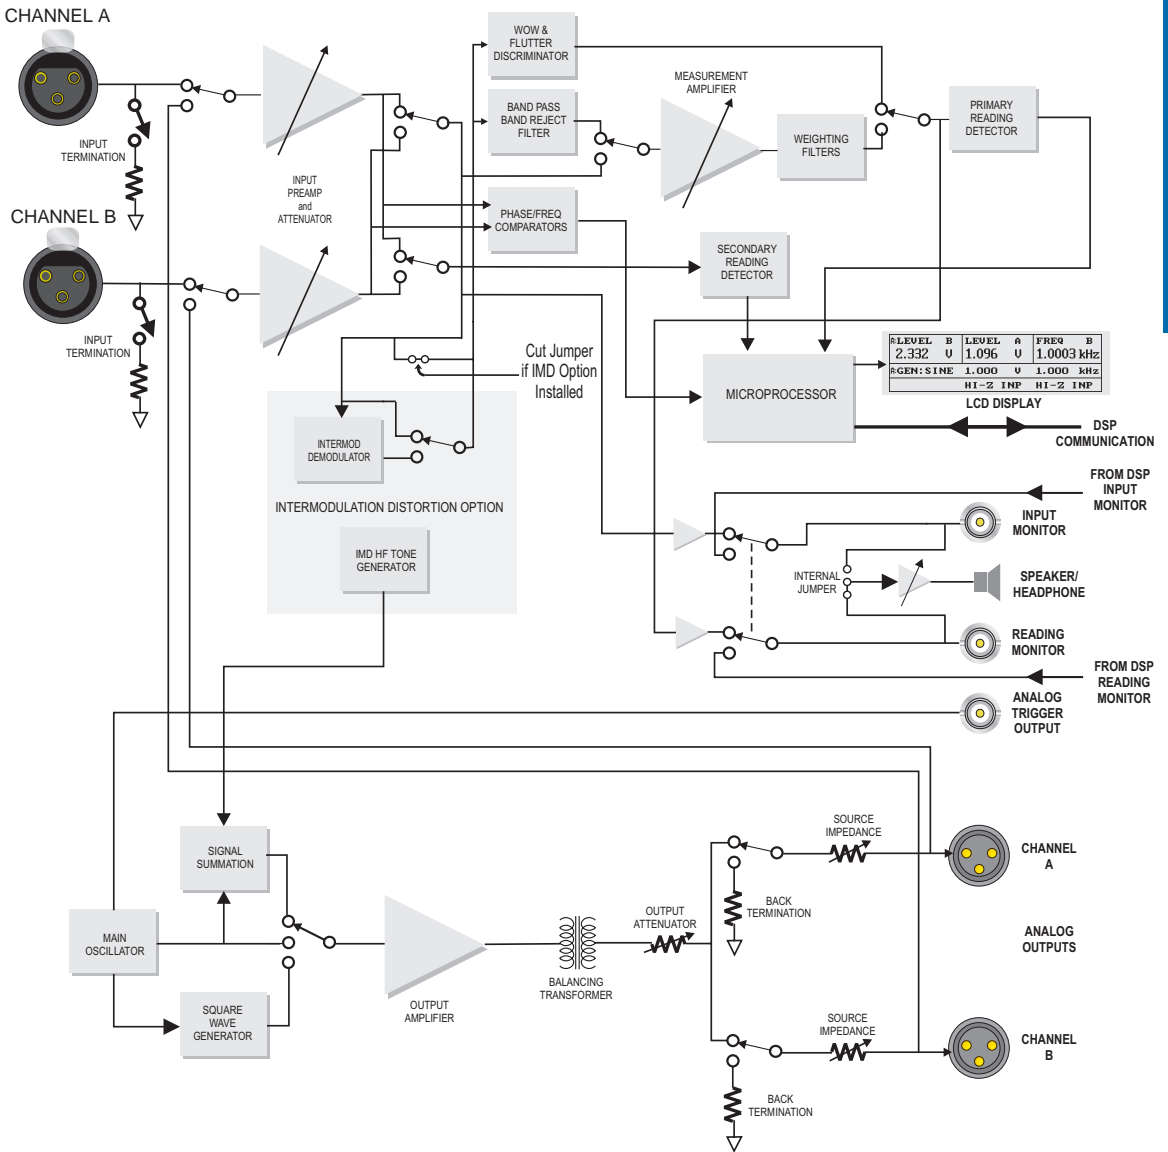 CHANNEL A
WOW &
FLUTTER
DISCRIMINATOR
MEASUREMENT
AMPLIFIER
BAND PASS
BAND REJECT
FILTER
PRIMARY
READING
DETECTOR
WEIGHTING
FILTERS
INPUT
TERMINATION
INPUT
PREAMP
and
ATTENUATOR
CHANNEL B
PHASE/FREQ
COMPARATORS
SECONDARY
READING
DETECTOR
INPUT
TERMINATION
Cut Jumper
if IMD Option
Installed
MICROPROCESSOR
A:LEVEL B LEVEL A FREQ B
2.332 V 1.096 V 1.0003 kHz
A:GEN:SINE 1.000 V 1.000 kHz
HI-Z INP HI-Z INP
LCD DISPLAY
DSP
COMMUNICATION
INTERMOD
DEMODULATOR
INTERMODULATION DISTORTION OPTION
IMD HF TONE
GENERATOR
FROM DSP
INPUT
MONITOR
INPUT
MONITOR
INTERNAL
JUMPER
SPEAKER/
HEADPHONE
READING
MONITOR
FROM DSP
READING
MONITOR
ANALOG
TRIGGER
OUTPUT
SIGNAL
SUMMATION
SOURCE
IMPEDANCE
CHANNEL
A
MAIN
OSCILLATOR
OUTPUT
ATTENUATOR
BACK
TERMINATION
ANALOG
OUTPUTS
BALANCING
TRANSFORMER
OUTPUT
AMPLIFIER
SQUARE
WAVE
GENERATOR
SOURCE
IMPEDANCE
CHANNEL
B
BACK
TERMINATION